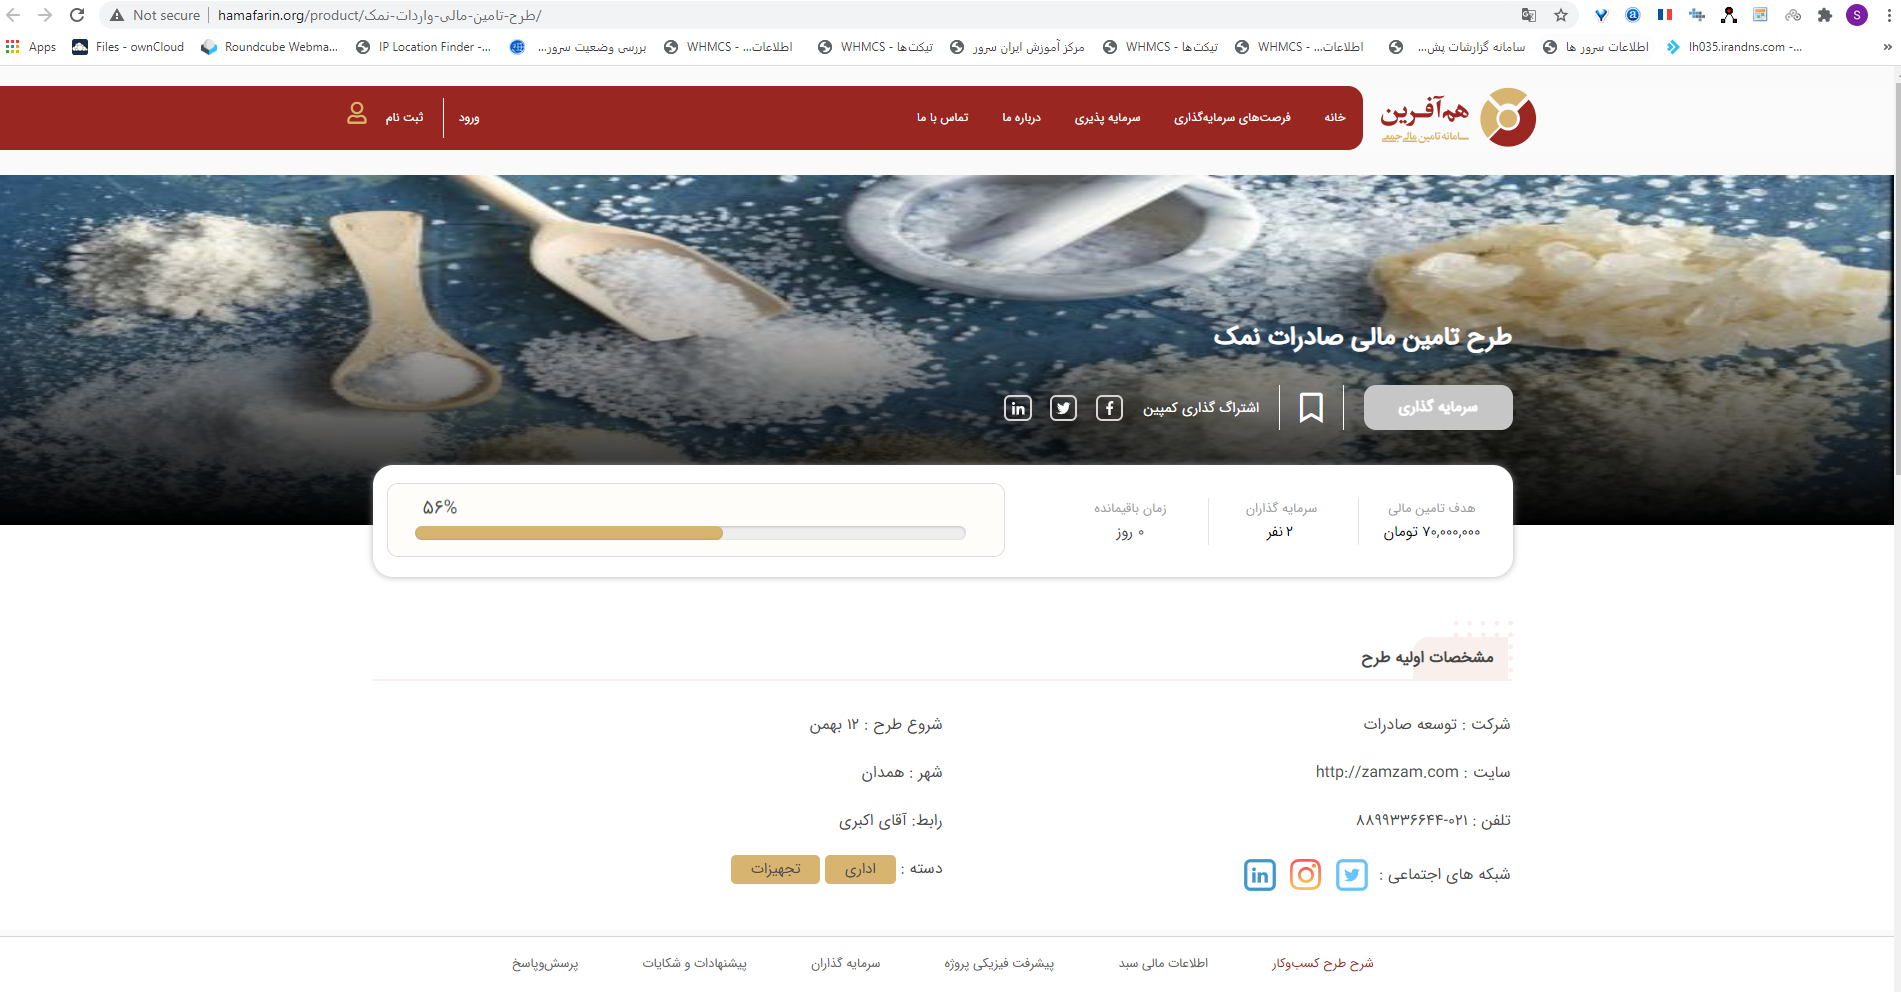 Not secure | hamafarin.org/product/طرح-تامین-مالی-واردات-نمک/
Apps
Files - ownCloud
Roundcube Webma...
IP Location Finder -...
بررسی وضعیت سرور...
WHMCS - اطلاعات...
WHMCS - تیکت‌ها
مرکز آموزش ایران سرور
WHMCS - تیکت‌ها
WHMCS - اطلاعات...
سامانه گزارشات پش...
اطلاعات سرور ها
lh035.irandns.com -...
»
S
هم‌آفرین
سامانه تامین مالی جمعی
خانه
فرصت‌های سرمایه‌گذاری
سرمایه پذیری
درباره ما
تماس با ما
ورود
ثبت نام
طرح تامین مالی صادرات نمک
سرمایه گذاری
اشتراک گذاری کمپین
هدف تامین مالی
۷۰,۰۰۰,۰۰۰ تومان
سرمایه گذاران
۲ نفر
زمان باقیمانده
۰ روز
۵۶%
مشخصات اولیه طرح
شرکت : توسعه صادرات
شروع طرح : ۱۲ بهمن
سایت : http://zamzam.com
شهر : همدان
تلفن : ۰۲۱-۸۸۹۹۳۳۶۶۴۴
رابط: آقای اکبری
شبکه های اجتماعی :
دسته : اداری تجهیزات
شرح طرح کسب‌وکار
اطلاعات مالی سبد
پیشرفت فیزیکی پروژه
سرمایه گذاران
پیشنهادات و شکایات
پرسش‌وپاسخ